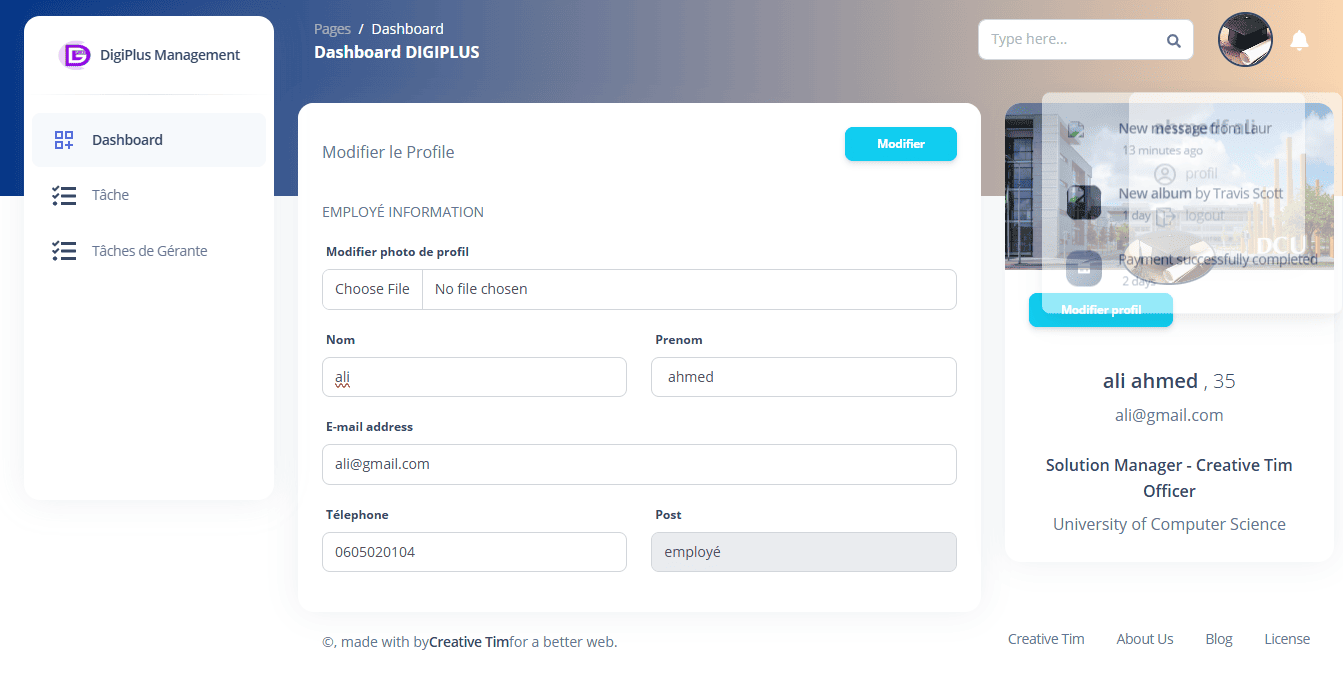 DigiPlus Management
Dashboard
Tâche
Tâches de Gérante
Pages / Dashboard
Dashboard DIGIPLUS
Type here...
Modifier le Profile
Modifier
EMPLOYÉ INFORMATION
Modifier photo de profil
Choose File No file chosen
Nom Prenom
ali ahmed
E-mail address
ali@gmail.com
Télephone Post
0605020104 employé
New message from Laur
13 minutes ago
profil
New album by Travis Scott
1 day
logout
DCU
Payment successfully completed
2 days
Modifier profil
ali ahmed , 35
ali@gmail.com
Solution Manager - Creative Tim
Officer
University of Computer Science
©, made with byCreative Timfor a better web.
Creative Tim About Us Blog License